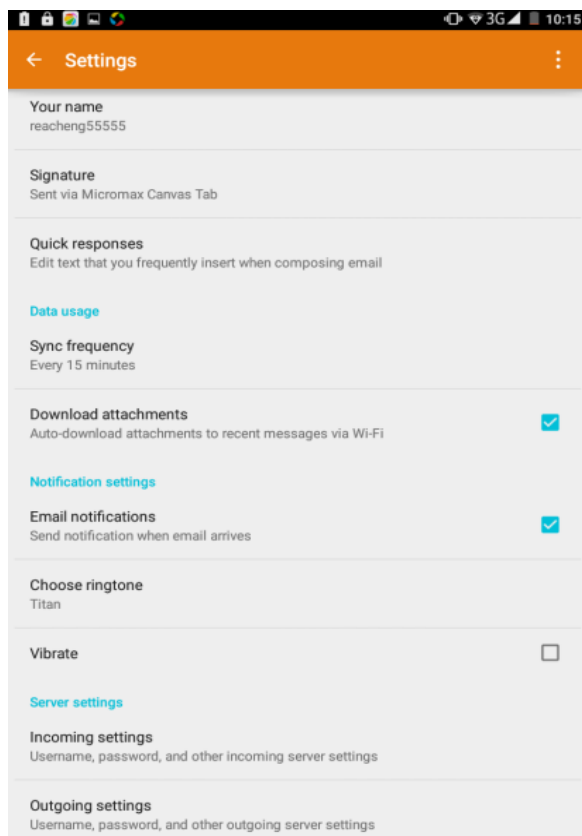 3G 10:15
Settings
Your name
reacheng55555
Signature
Sent via Micromax Canvas Tab
Quick responses
Edit text that you frequently insert when composing email
Data usage
Sync frequency
Every 15 minutes
Download attachments
Auto-download attachments to recent messages via Wi-Fi
Notification settings
Email notifications
Send notification when email arrives
Choose ringtone
Titan
Vibrate
Server settings
Incoming settings
Username, password, and other incoming server settings
Outgoing settings
Username, password, and other outgoing server settings